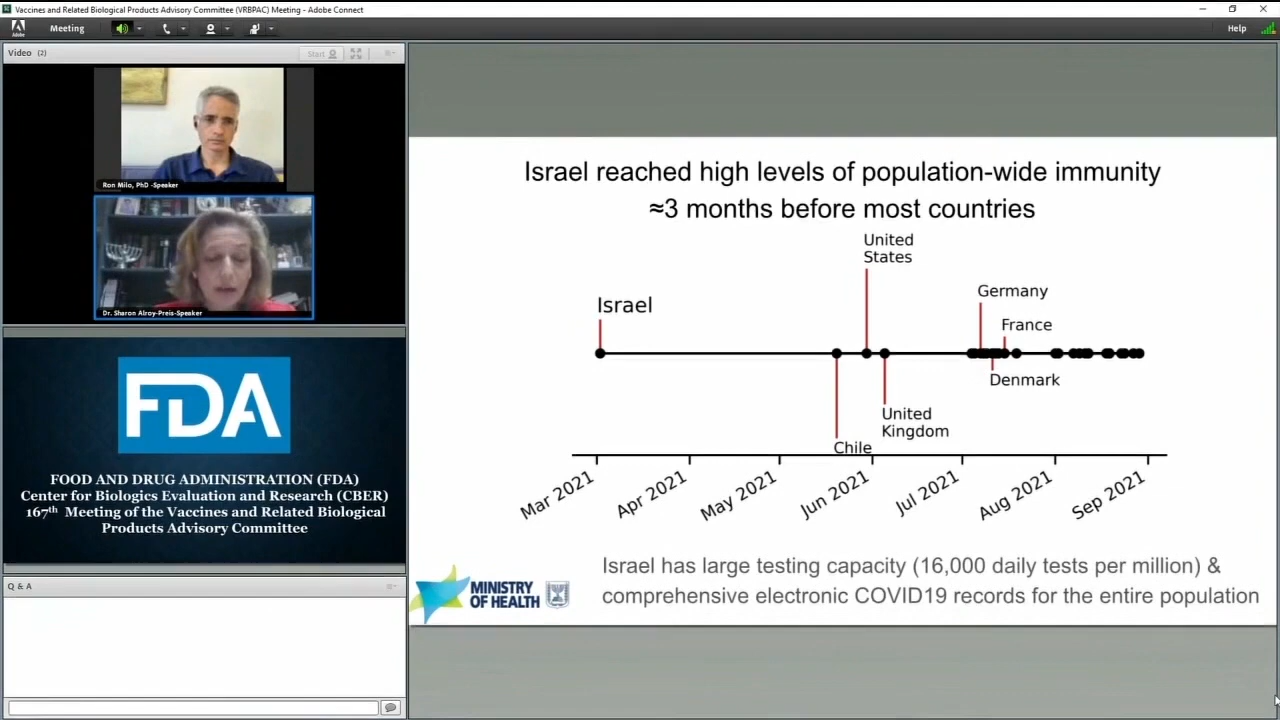 Vaccines and Related Biological Products Advisory Committee (VRBPAC) Meeting - Adobe Connect
Adobe
Meeting
Help
Video (2)
Start
Ron Milo, PhD -Speaker
Dr. Sharon Alroy-Preis-Speaker
FDA
FOOD AND DRUG ADMINISTRATION (FDA)
Center for Biologics Evaluation and Research (CBER)
167th Meeting of the Vaccines and Related Biological
Products Advisory Committee
Q & A
Israel reached high levels of population-wide immunity
≈3 months before most countries
United
States
Germany
Israel
France
Denmark
United
Kingdom
Chile
Mar 2021
Apr 2021
May 2021
Jun 2021
Jul 2021
Aug 2021
Sep 2021
MINISTRY
OF HEALTH
Israel has large testing capacity (16,000 daily tests per million) &
comprehensive electronic COVID19 records for the entire population